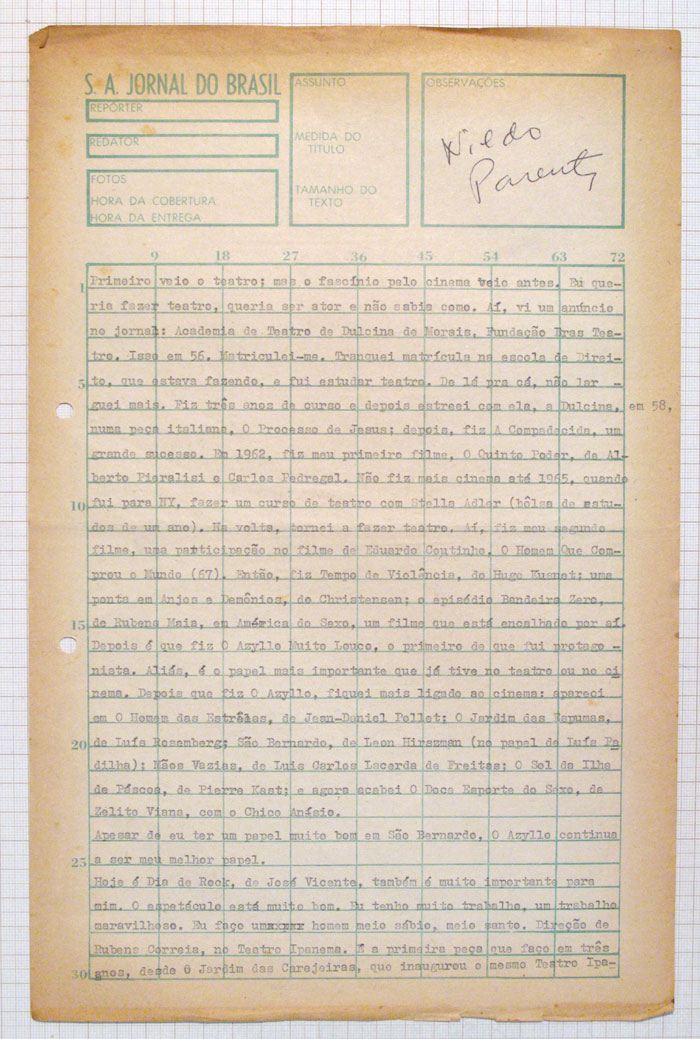 S. A. JORNAL DO BRASIL
REPÓRTER
REDATOR
FOTOS
HORA DA COBERTURA
HORA DA ENTREGA
ASSUNTO
MEDIDA DO
TÍTULO
TAMANHO DO
TEXTO
OBSERVAÇÕES
Nildo
Parente
9 18 27 36 45 54 63 72
1 Primeiro veio o teatro; mas o fascínio pelo cinema veio antes. Eu que-
ria fazer teatro, queria ser ator e não sabia como. Aí, vi um anúncio
no jornal: Academia de Teatro de Dulcina de Morais, Fundação Bras Tea-
tro. Isso em 56. Matriculei-me. Tranquei matrícula na escola de Direi-
5 to, que estava fazendo, e fui estudar teatro. De lá pra cá, não lar -
guei mais. Fiz três anos de curso e depois estreei com ela, a Dulcina, em 58,
numa peça italiana, O Processo de Jesus; depois, fiz A Compadecida, um
grande sucesso. Em 1962, fiz meu primeiro filme, O Quinto Poder, de Al-
berto Pieralisi e Carlos Pedregal. Não fiz mais cinema até 1965, quando
10 fui para NY, fazer um curso de teatro com Stella Adler (bôlsa de estu-
dos de um ano). Na volta, tornei a fazer teatro. Aí, fiz meu segundo
filme, uma participação no filme de Eduardo Coutinho, O Homem Que Com-
prou o Mundo (67). Então, fiz Tempo de Violência, de Hugo Kusnet; uma
ponta em Anjos e Demônios, de Christensen; o episódio Bandeira Zero,
15 de Rubens Maia, em América do Sexo, um filme que está encalhado por aí.
Depois é que fiz O Azyllo Muito Louco, o primeiro de que fui protago -
nista. Aliás, é o papel mais importante que já tive no teatro ou no ci
nema. Depois que fiz O Azyllo, fiquei mais ligado ao cinema: apareci
em O Homem das Estrêlas, de Jean-Daniel Pollet; O Jardim das Espumas,
20 de Luís Rosemberg; São Bernardo, de Leon Hirszman (no papel de Luís Pa
dilha); Mãos Vazias, de Luis Carlos Lacerda de Freitas; O Sol da Ilha
de Páscoa, de Pierre Kast; e agora acabei O Doce Esporte do Sexo, de
Zelito Viana, com o Chico Anísio.
Apesar de eu ter um papel muito bom em São Bernardo, O Azyllo continua
25 a ser meu melhor papel.
Hoje é Dia de Rock, de José Vicente, também é muito importante para
mim. O espetáculo está muito bom. Eu tenho muito trabalho, um trabalho
maravilhoso. Eu faço umxxxxx homem meio sábio, meio santo. Direção de
Rubens Correia, no Teatro Ipanema. É a primeira peça que faço em três
30 anos, desde O Jardim das Carejeiras, que inaugurou o mesmo Teatro Ipa-